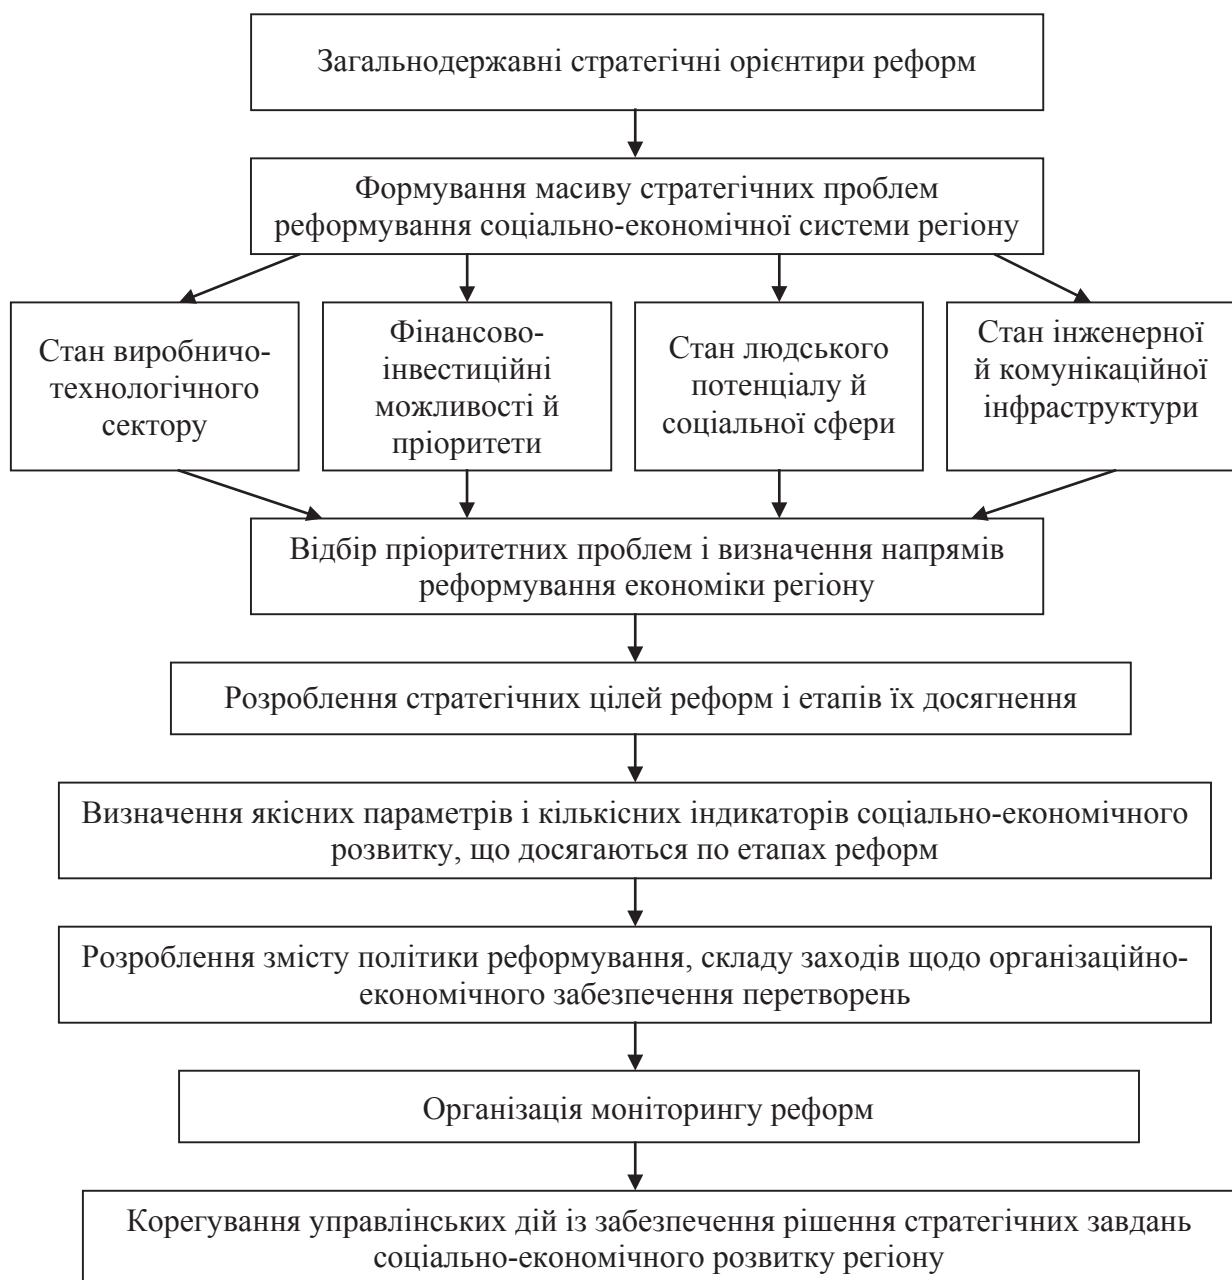 Загальнодержавні стратегічні орієнтири реформ
Формування масиву стратегічних проблем
реформування соціально-економічної системи регіону
Стан виробничо-
технологічного
сектору
Фінансово-
інвестиційні
можливості й
пріоритети
Стан людського
потенціалу й
соціальної сфери
Стан інженерної
й комунікаційної
інфраструктури
Відбір пріоритетних проблем і визначення напрямів
реформування економіки регіону
Розроблення стратегічних цілей реформ і етапів їх досягнення
Визначення якісних параметрів і кількісних індикаторів соціально-економічного
розвитку, що досягаються по етапах реформ
Розроблення змісту політики реформування, складу заходів щодо організаційно-
економічного забезпечення перетворень
Організація моніторингу реформ
Корегування управлінських дій із забезпечення рішення стратегічних завдань
соціально-економічного розвитку регіону